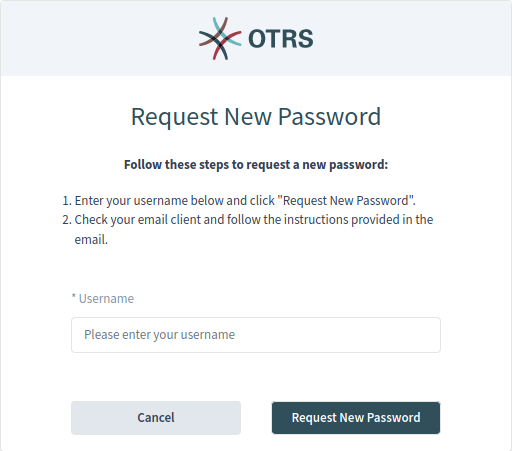 OTRS
Request New Password
Follow these steps to request a new password:
1. Enter your username below and click "Request New Password".
2. Check your email client and follow the instructions provided in the
email.
* Username
Please enter your username
Cancel
Request New Password